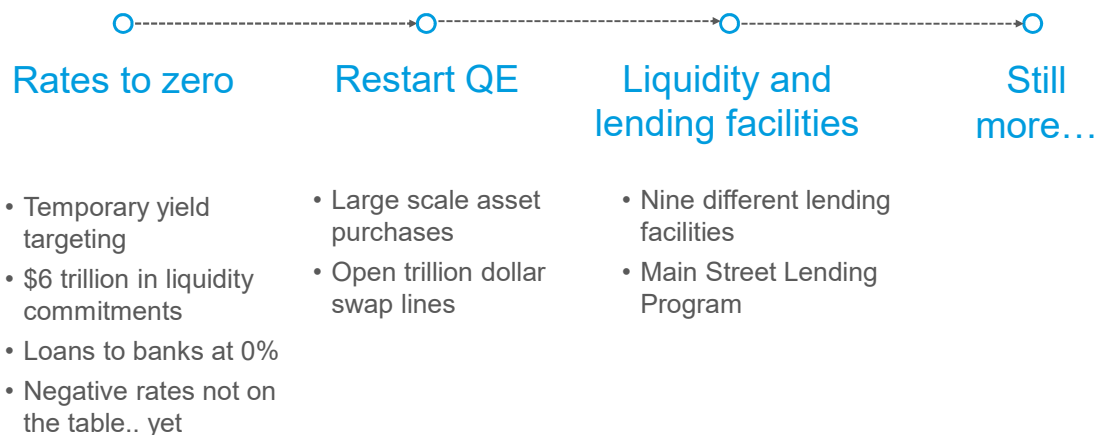 Rates to zero
Restart QE
Liquidity and
lending facilities
Still
more…
• Temporary yield
targeting
• $6 trillion in liquidity
commitments
• Loans to banks at 0%
• Negative rates not on
the table.. yet
• Large scale asset
purchases
• Open trillion dollar
swap lines
• Nine different lending
facilities
• Main Street Lending
Program